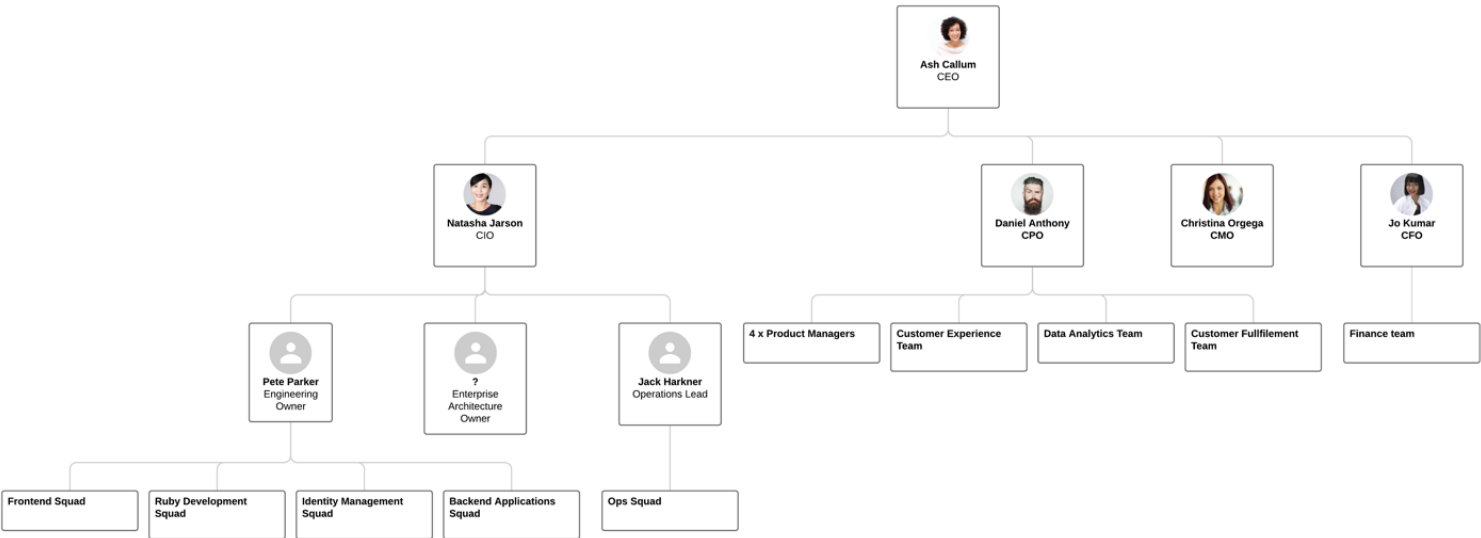 Ash Callum
CEO
Natasha Jarson
CIO
Daniel Anthony
CPO
Christina Orgega
CMO
Jo Kumar
CFO
Pete Parker
Engineering
Owner
?
Enterprise
Architecture
Owner
Jack Harkner
Operations Lead
4 x Product Managers
Customer Experience
Team
Data Analytics Team
Customer Fullfilement
Team
Finance team
Frontend Squad
Ruby Development
Squad
Identity Management
Squad
Backend Applications
Squad
Ops Squad